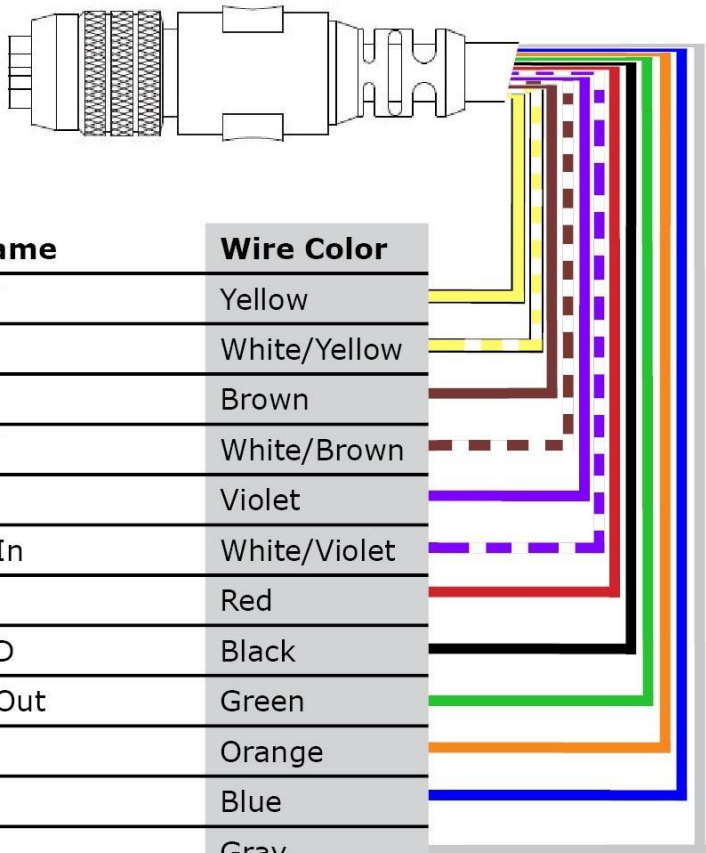 ame Wire Color
Yellow
White/Yellow
Brown
White/Brown
Violet
In White/Violet
Red
D Black
Out Green
Orange
Blue
Gray